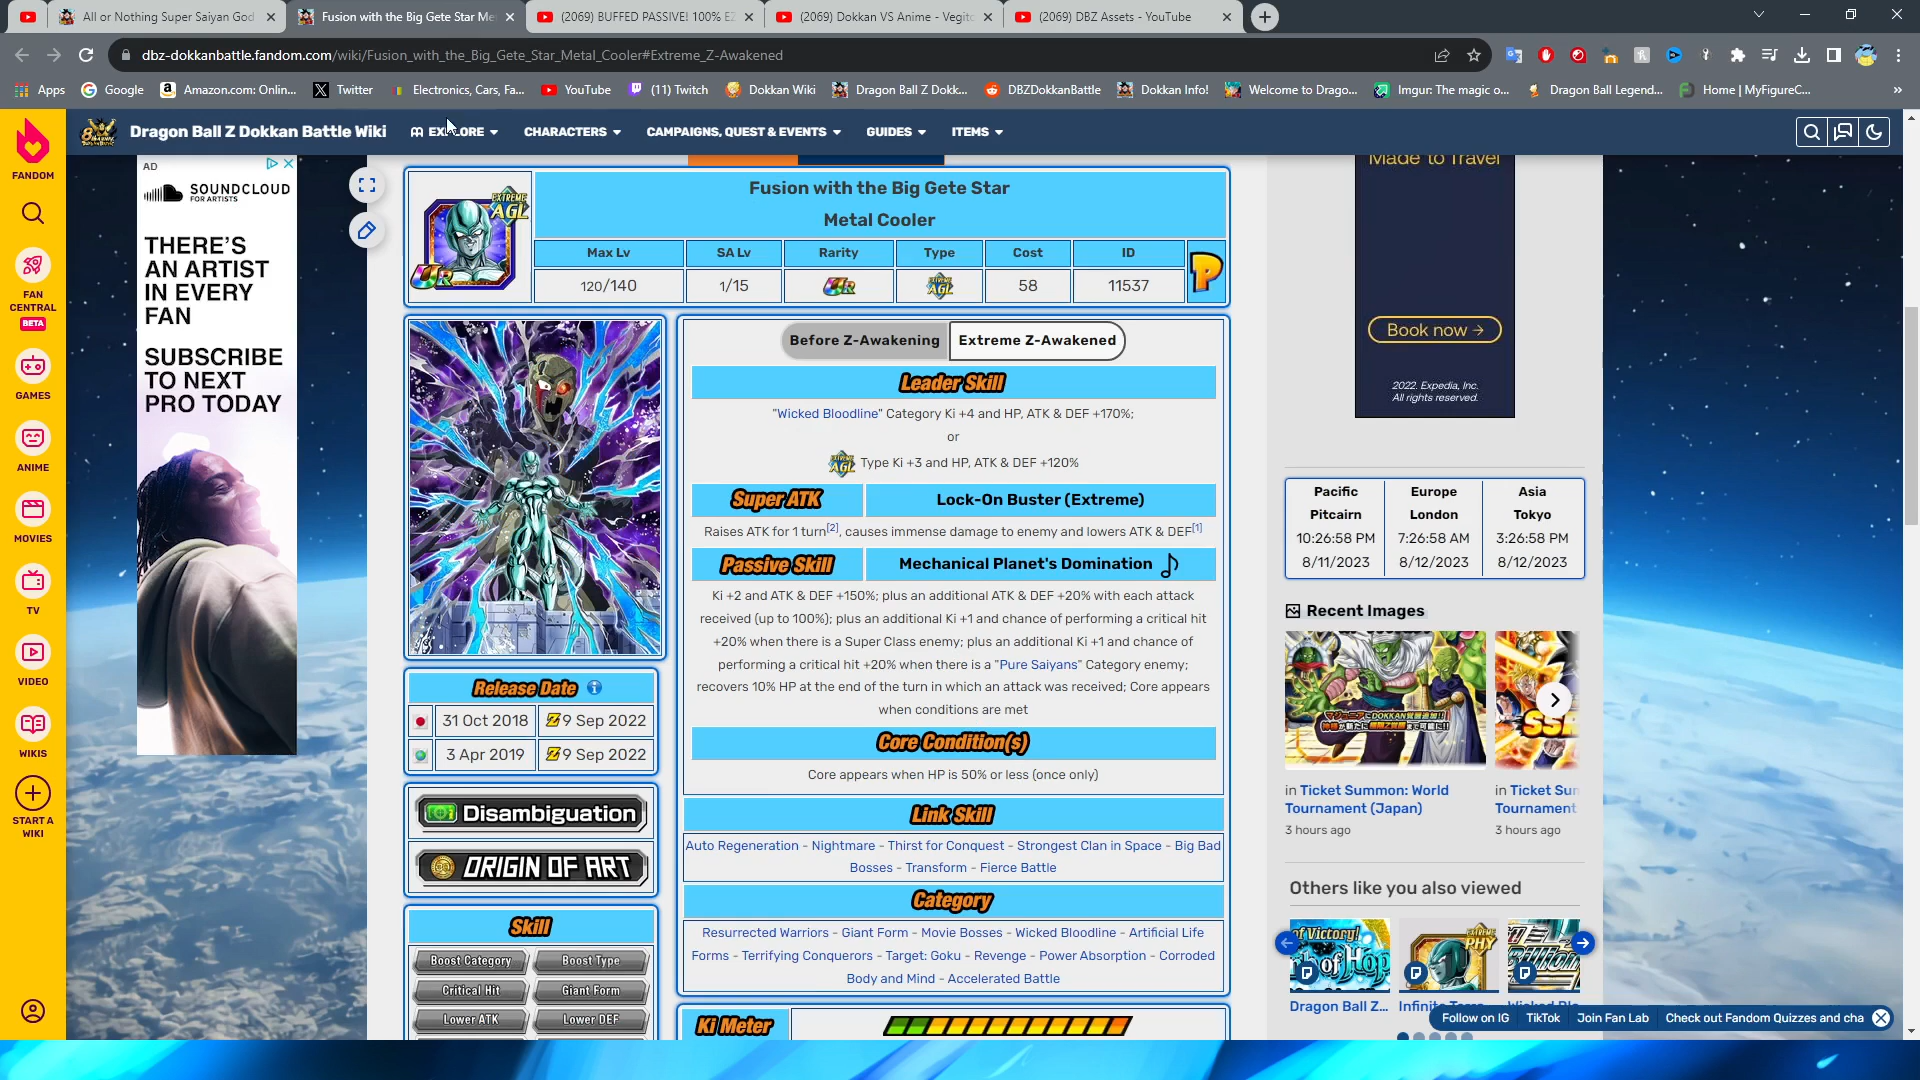 All or Nothing Super Saiyan God
Fusion with the Big Gete Star Me
(2069) BUFFED PASSIVE! 100% EZ
(2069) Dokkan VS Anime - Vegit
(2069) DBZ Assets - YouTube
dbz-dokkanbattle.fandom.com/wiki/Fusion_with_the_Big_Gete_Star_Metal_Cooler#Extreme_Z-Awakened
Apps
Google
Amazon.com: Onlin...
Twitter
Electronics, Cars, Fa...
YouTube
(11) Twitch
Dokkan Wiki
Dragon Ball Z Dokk...
DBZDokkanBattle
Dokkan Info!
Welcome to Drago...
Imgur: The magic o...
Dragon Ball Legend...
Home | MyFigureC...
»
FANDOM
FAN CENTRAL
BETA
GAMES
ANIME
MOVIES
TV
VIDEO
WIKIS
START A WIKI
Dragon Ball Z Dokkan Battle Wiki
EXPLORE
CHARACTERS
CAMPAIGNS, QUEST & EVENTS
GUIDES
ITEMS
AD
SOUNDCLOUD
FOR ARTISTS
THERE'S
AN ARTIST
IN EVERY
FAN
SUBSCRIBE
TO NEXT
PRO TODAY
EXTREME
AGL
UR
Fusion with the Big Gete Star
Metal Cooler
Max Lv
SA Lv
Rarity
Type
Cost
ID
120/140
1/15
UR
58
11537
P
Before Z-Awakening
Extreme Z-Awakened
Leader Skill
"Wicked Bloodline" Category Ki +4 and HP, ATK & DEF +170%;
or
EXTREME AGL Type Ki +3 and HP, ATK & DEF +120%
Super ATK
Lock-On Buster (Extreme)
Raises ATK for 1 turn[2], causes immense damage to enemy and lowers ATK & DEF[1]
Passive Skill
Mechanical Planet's Domination
Ki +2 and ATK & DEF +150%; plus an additional ATK & DEF +20% with each attack
received (up to 100%); plus an additional Ki +1 and chance of performing a critical hit
+20% when there is a Super Class enemy; plus an additional Ki +1 and chance of
performing a critical hit +20% when there is a "Pure Saiyans" Category enemy;
recovers 10% HP at the end of the turn in which an attack was received; Core appears
when conditions are met
Core Condition(s)
Core appears when HP is 50% or less (once only)
Link Skill
Auto Regeneration - Nightmare - Thirst for Conquest - Strongest Clan in Space - Big Bad
Bosses - Transform - Fierce Battle
Category
Resurrected Warriors - Giant Form - Movie Bosses - Wicked Bloodline - Artificial Life
Forms - Terrifying Conquerors - Target: Goku - Revenge - Power Absorption - Corroded
Body and Mind - Accelerated Battle
Ki Meter
Release Date
31 Oct 2018
Z 9 Sep 2022
3 Apr 2019
Z 9 Sep 2022
Disambiguation
ORIGIN OF ART
Skill
Boost Category
Boost Type
Critical Hit
Giant Form
Lower ATK
Lower DEF
Made to Travel
Book now →
2022. Expedia, Inc.
All rights reserved.
Pacific
Pitcairn
10:26:58 PM
8/11/2023
Europe
London
7:26:58 AM
8/12/2023
Asia
Tokyo
3:26:58 PM
8/12/2023
Recent Images
in Ticket Summon: World
Tournament (Japan)
3 hours ago
in Ticket Sum
Tournament
3 hours ago
Others like you also viewed
of Victory!
of Hop
EXTREME
PHY
Dragon Ball Z...
Follow on IG
TikTok
Join Fan Lab
Check out Fandom Quizzes and cha